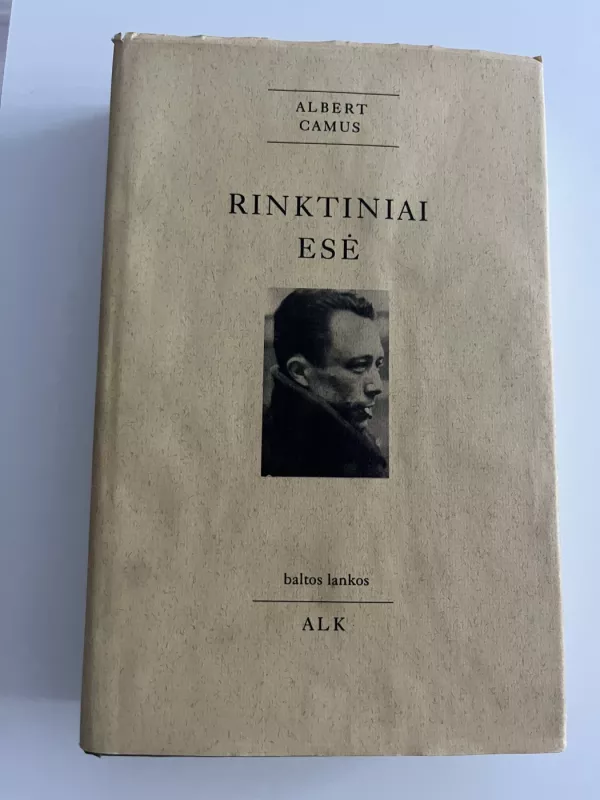 ALBERT
CAMUS
RINKTINIAI
ESĖ
baltos lankos
ALK